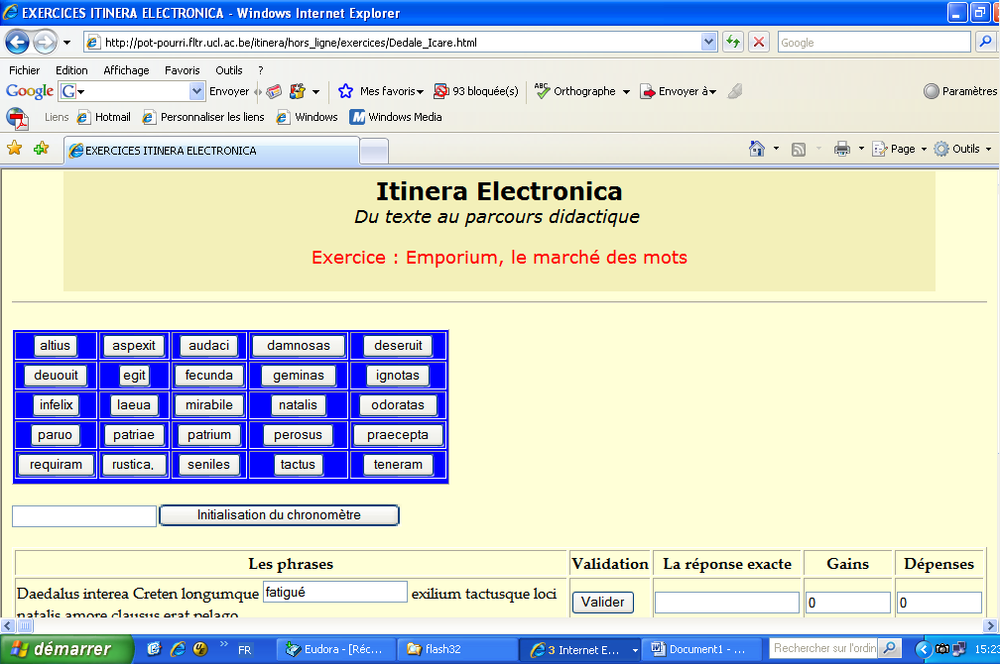 EXERCICES ITINERA ELECTRONICA - Windows Internet Explorer
http://pot-pourri.fltr.ucl.ac.be/itinera/hors_ligne/exercices/Dedale_Icare.html
Google
Fichier Edition Affichage Favoris Outils ?
Google G Envoyer Mes favoris 93 bloquée(s) ABC Orthographe Envoyer à Paramètres
Liens Hotmail Personnaliser les liens Windows Windows Media
EXERCICES ITINERA ELECTRONICA Page Outils
Itinera Electronica
Du texte au parcours didactique
Exercice : Emporium, le marché des mots
altius aspexit audaci damnosas deseruit
deuouit egit fecunda geminas ignotas
infelix laeua mirabile natalis odoratas
paruo patriae patrium perosus praecepta
requiram rustica, seniles tactus teneram
Initialisation du chronomètre
Les phrases Validation La réponse exacte Gains Dépenses
Daedalus interea Creten longumque fatigué exilium tactusque loci
Valider 0 0
natalis amore clausus erat pelago
démarrer FR Eudora - [Réc... flash32 3 Internet E... Document1 - ... Rechercher sur l'ordin